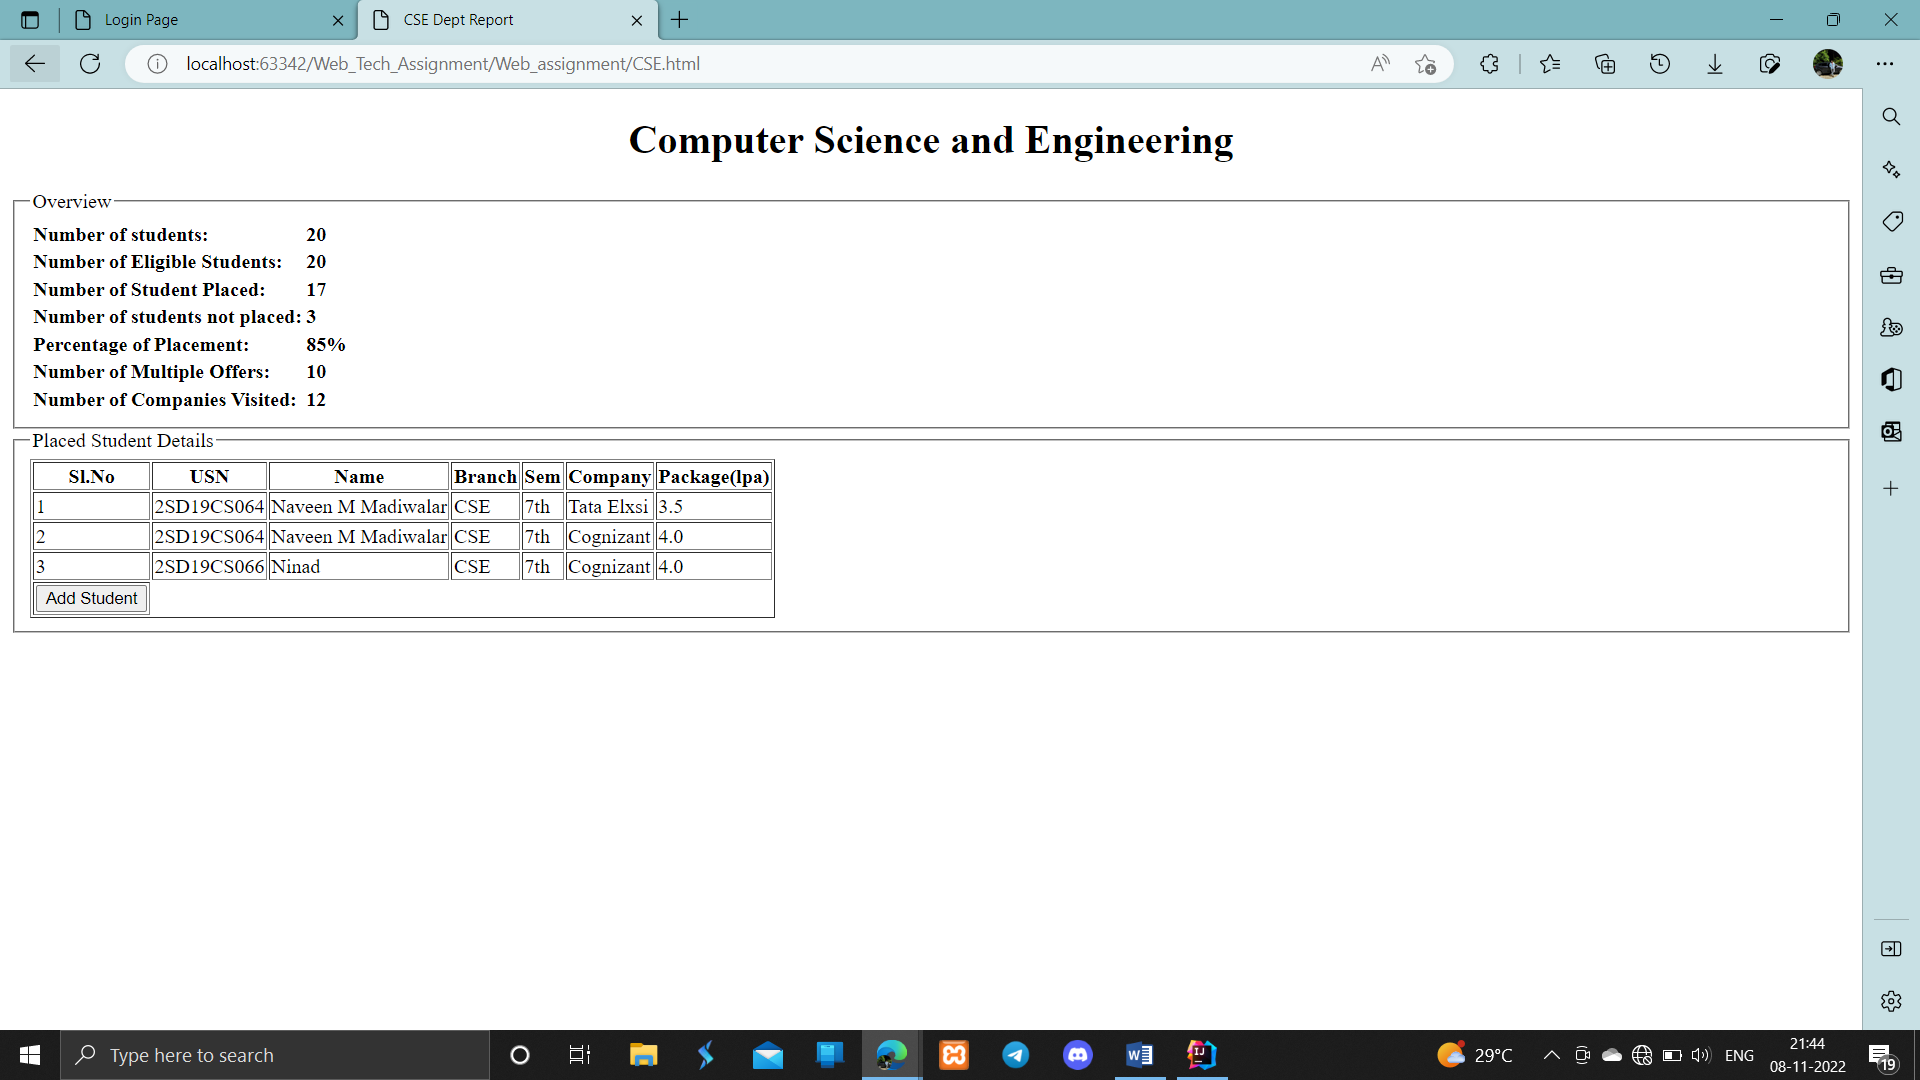 Login Page
CSE Dept Report
localhost:63342/Web_Tech_Assignment/Web_assignment/CSE.html
Computer Science and Engineering
Overview
Number of students: 20
Number of Eligible Students: 20
Number of Student Placed: 17
Number of students not placed: 3
Percentage of Placement: 85%
Number of Multiple Offers: 10
Number of Companies Visited: 12
Placed Student Details
Sl.No USN Name Branch Sem Company Package(lpa)
1 2SD19CS064 Naveen M Madiwalar CSE 7th Tata Elxsi 3.5
2 2SD19CS064 Naveen M Madiwalar CSE 7th Cognizant 4.0
3 2SD19CS066 Ninad CSE 7th Cognizant 4.0
Add Student
Type here to search
29°C
ENG
21:44
08-11-2022
19